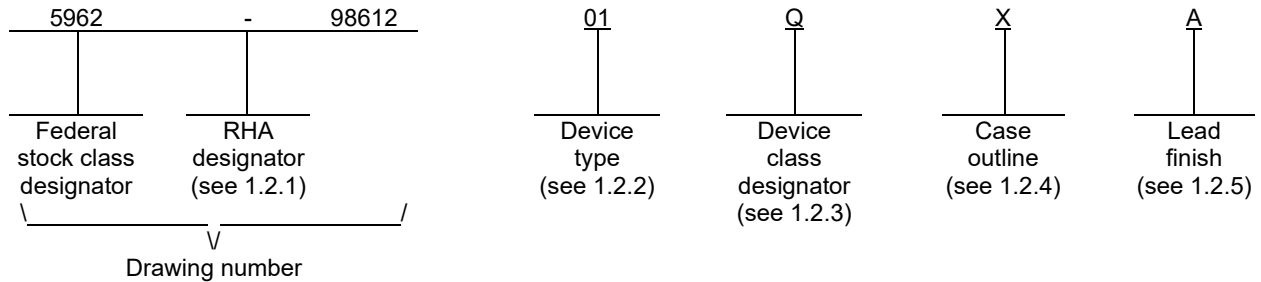 5962 - 98612 01 Q X A
Federal stock class designator
RHA designator (see 1.2.1)
Device type (see 1.2.2)
Device class designator (see 1.2.3)
Case outline (see 1.2.4)
Lead finish (see 1.2.5)
\ /
\/
Drawing number